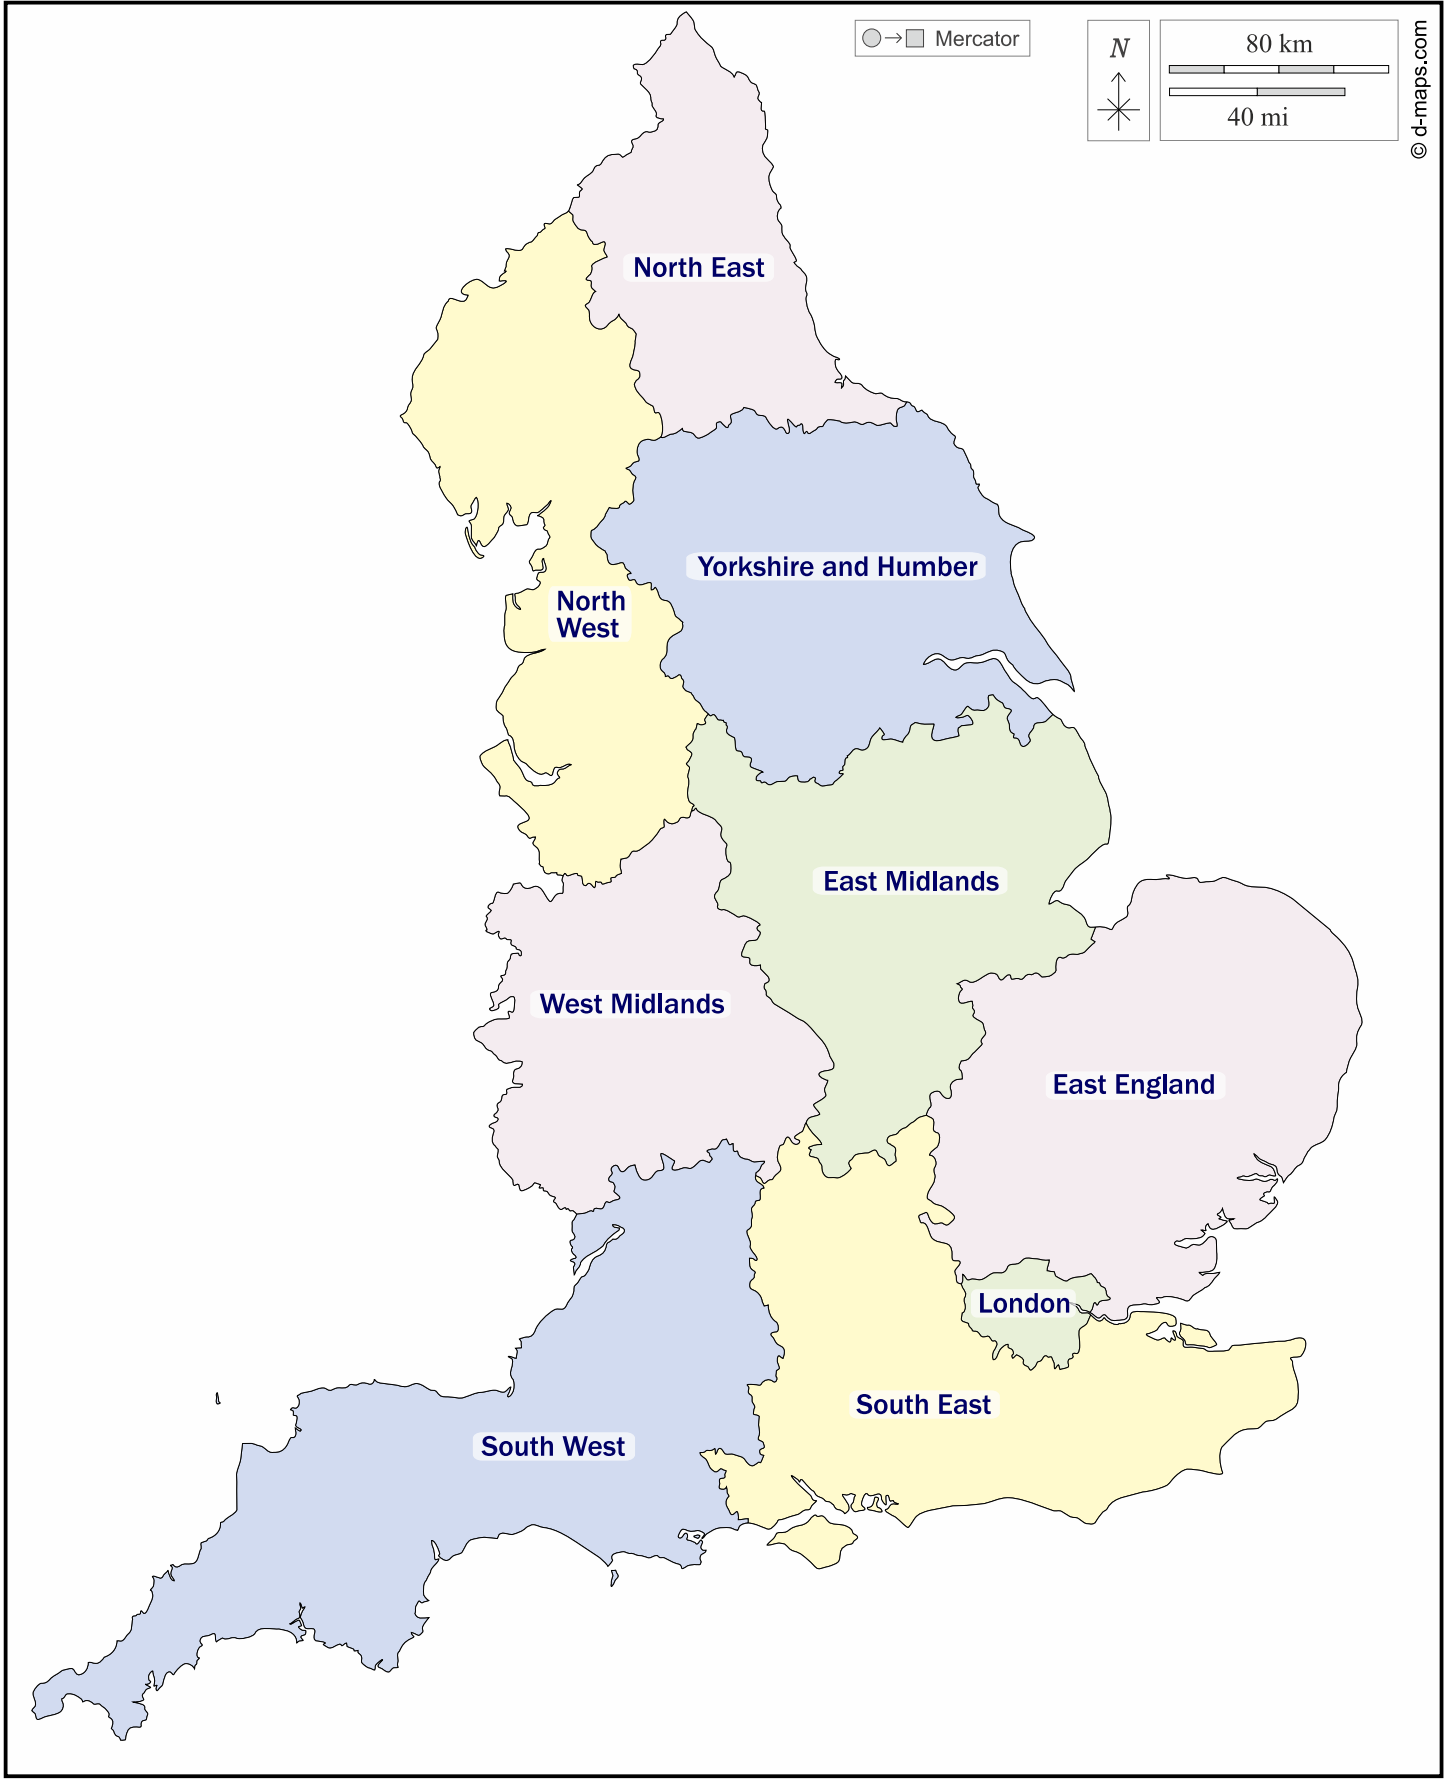 Mercator
N
80 km
40 mi
© d-maps.com
North East
Yorkshire and Humber
North
West
East Midlands
West Midlands
East England
London
South East
South West